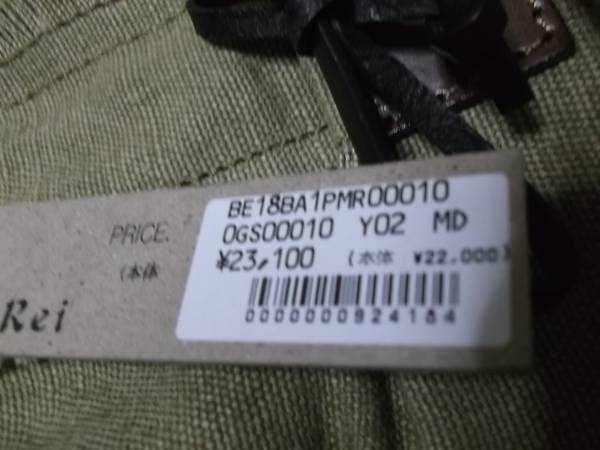 BE18BA1PMR00010
0GS00010 Y02 MD
PRICE.
¥23,100 (本体 ¥22,000)
(本体
0000000924184
Rei